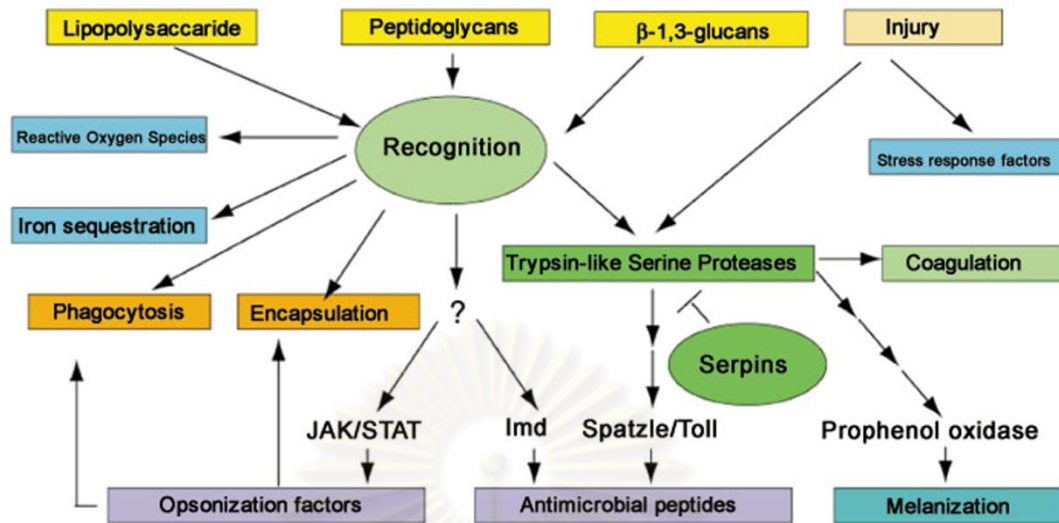 Lipopolysaccaride
Peptidoglycans
β-1,3-glucans
Injury
Reactive Oxygen Species
Recognition
Stress response factors
Iron sequestration
Trypsin-like Serine Proteases
Coagulation
Phagocytosis
Encapsulation
?
Serpins
JAK/STAT
Imd
Spatzle/Toll
Prophenol oxidase
Opsonization factors
Antimicrobial peptides
Melanization